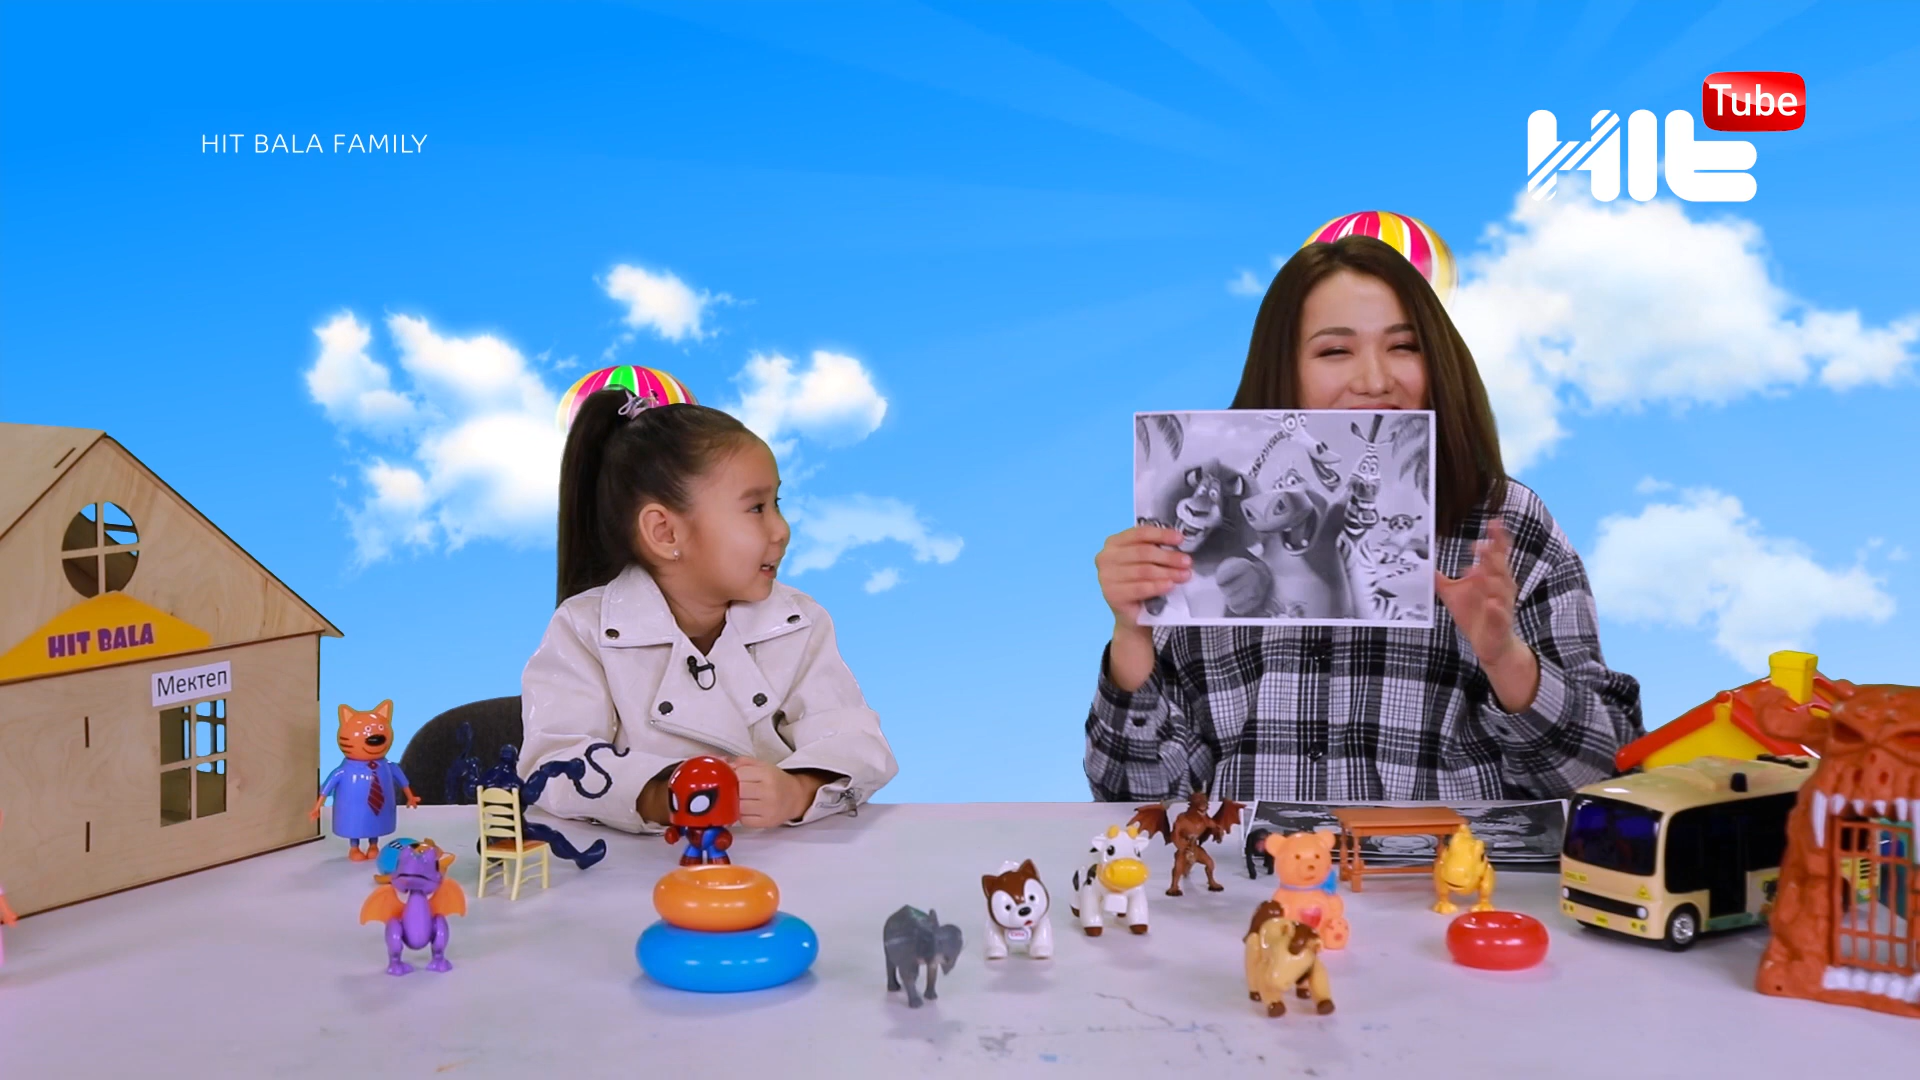 HIT BALA FAMILY
Tube
HIt
HIT BALA
Мектеп